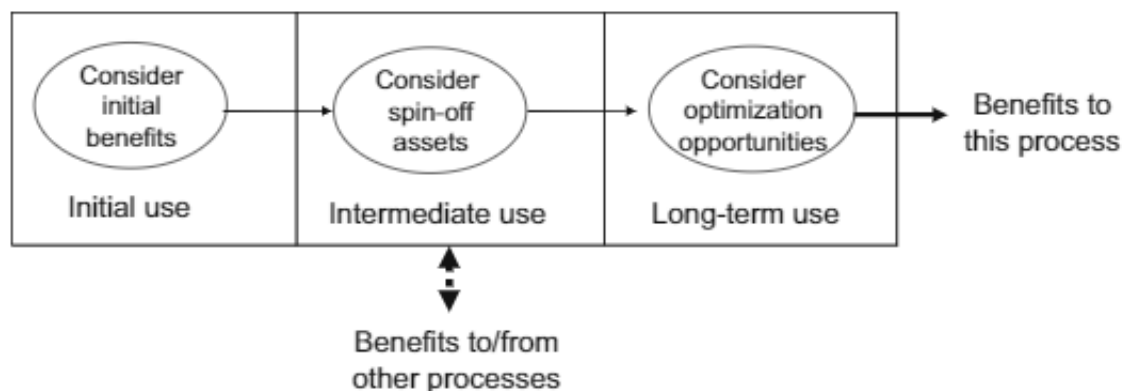 Consider
initial
benefits
Initial use
Consider
spin-off
assets
Intermediate use
Consider
optimization
opportunities
Long-term use
Benefits to
this process
Benefits to/from
other processes